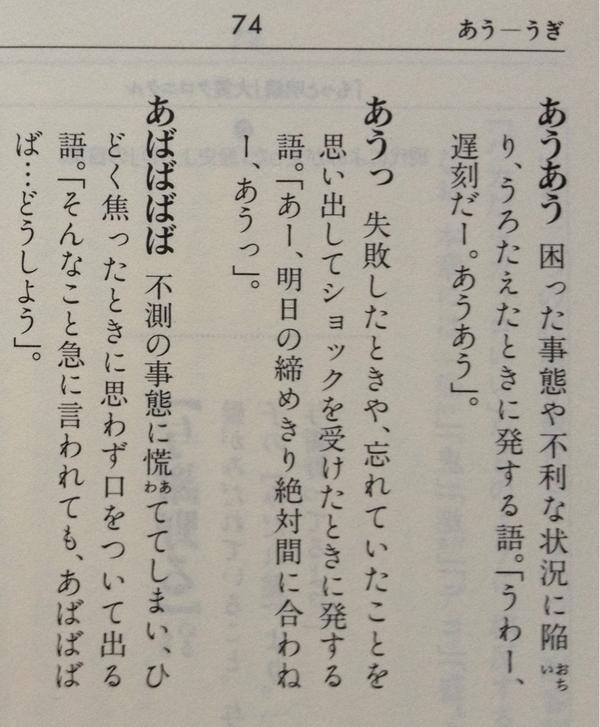 74
あう―うぎ
あうあう 困った事態や不利な状況に陥
り、うろたえたときに発する語。「うわー、
遅刻だー。あうあう」。
あうっ 失敗したときや、忘れていたことを
思い出してショックを受けたときに発する
語。「あー、明日の締めきり絶対間に合わね
ー、あうっ」。
あばばばば 不測の事態に慌ててしまい、ひ
どく焦ったときに思わず口をついて出る
語。「そんなこと急に言われても、あばばば
ば…どうしよう」。